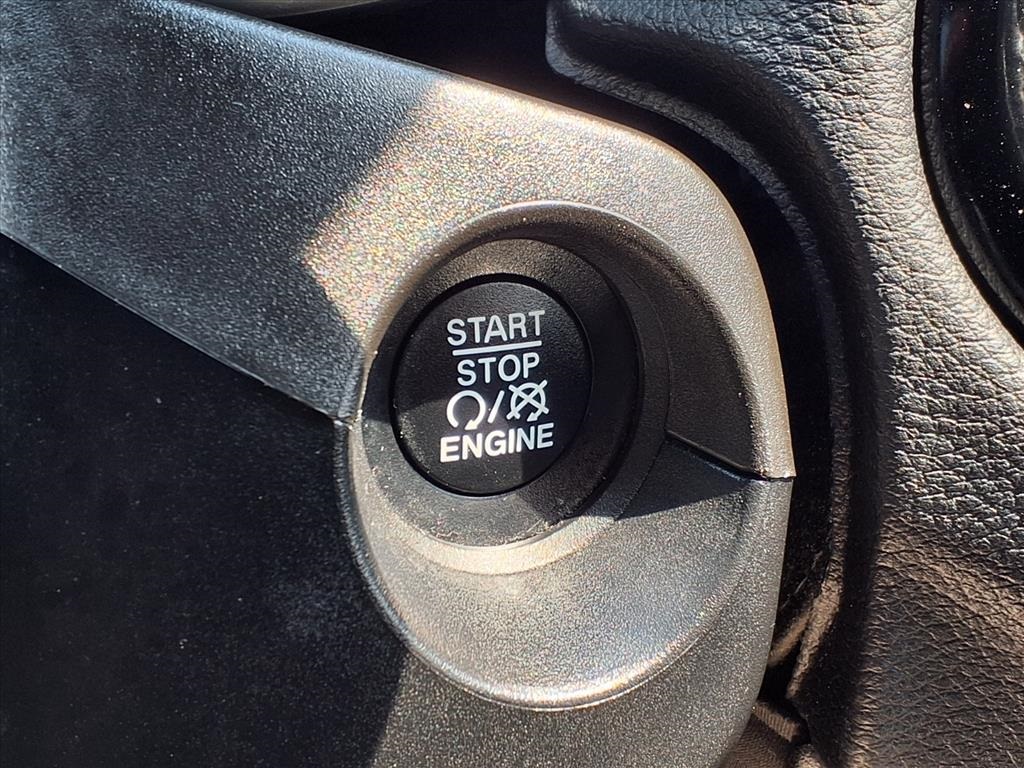 START
STOP
/
ENGINE